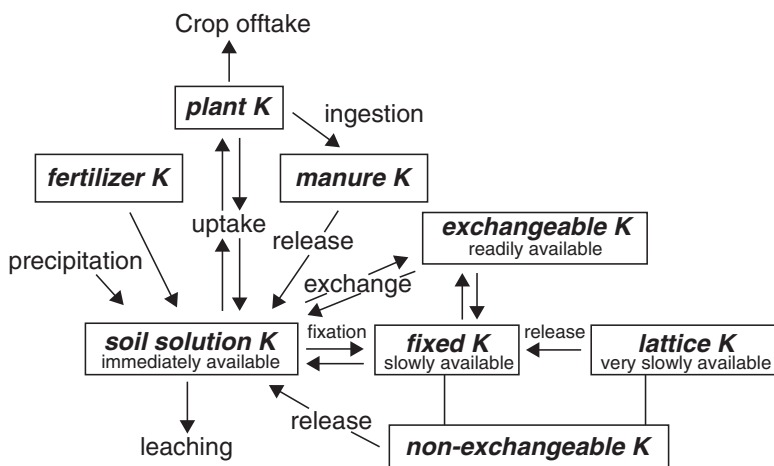 Crop offtake
plant K
ingestion
fertilizer K
manure K
uptake
release
exchangeable K
readily available
precipitation
exchange
soil solution K
immediately available
fixation
fixed K
slowly available
release
lattice K
very slowly available
release
leaching
non-exchangeable K